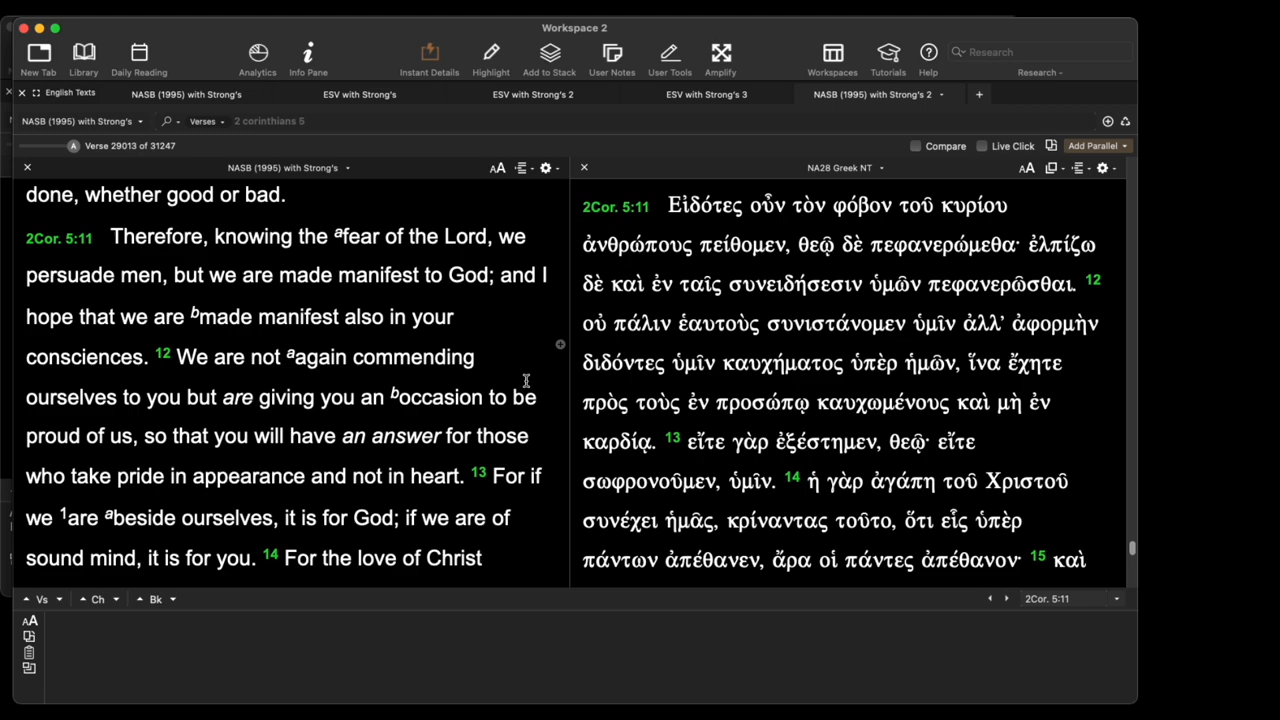 Workspace 2
New Tab Library Daily Reading Analytics Info Pane Instant Details Highlight Add to Stack User Notes User Tools Amplify Workspaces Tutorials Help Research
Research
English Texts NASB (1995) with Strong's ESV with Strong's ESV with Strong's 2 ESV with Strong's 3 NASB (1995) with Strong's 2 +
NASB (1995) with Strong's Verses 2 corinthians 5
A Verse 29013 of 31247 Compare Live Click Add Parallel
NASB (1995) with Strong's AA
done, whether good or bad.
2Cor. 5:11 Therefore, knowing the afear of the Lord, we
persuade men, but we are made manifest to God; and I
hope that we are bmade manifest also in your
consciences. 12 We are not aagain commending
ourselves to you but are giving you an boccasion to be
proud of us, so that you will have an answer for those
who take pride in appearance and not in heart. 13 For if
we 1are abeside ourselves, it is for God; if we are of
sound mind, it is for you. 14 For the love of Christ
NA28 Greek NT AA
2Cor. 5:11 Εἰδότες οὖν τὸν φόβον τοῦ κυρίου
ἀνθρώπους πείθομεν, θεῷ δὲ πεφανερώμεθα· ἐλπίζω
δὲ καὶ ἐν ταῖς συνειδήσεσιν ὑμῶν πεφανερῶσθαι. 12
οὐ πάλιν ἑαυτοὺς συνιστάνομεν ὑμῖν ἀλλ’ ἀφορμὴν
διδόντες ὑμῖν καυχήματος ὑπὲρ ἡμῶν, ἵνα ἔχητε
πρὸς τοὺς ἐν προσώπῳ καυχωμένους καὶ μὴ ἐν
καρδίᾳ. 13 εἴτε γὰρ ἐξέστημεν, θεῷ· εἴτε
σωφρονοῦμεν, ὑμῖν. 14 ἡ γὰρ ἀγάπη τοῦ Χριστοῦ
συνέχει ἡμᾶς, κρίναντας τοῦτο, ὅτι εἷς ὑπὲρ
πάντων ἀπέθανεν, ἄρα οἱ πάντες ἀπέθανον· 15 καὶ
Vs Ch Bk 2Cor. 5:11
AA